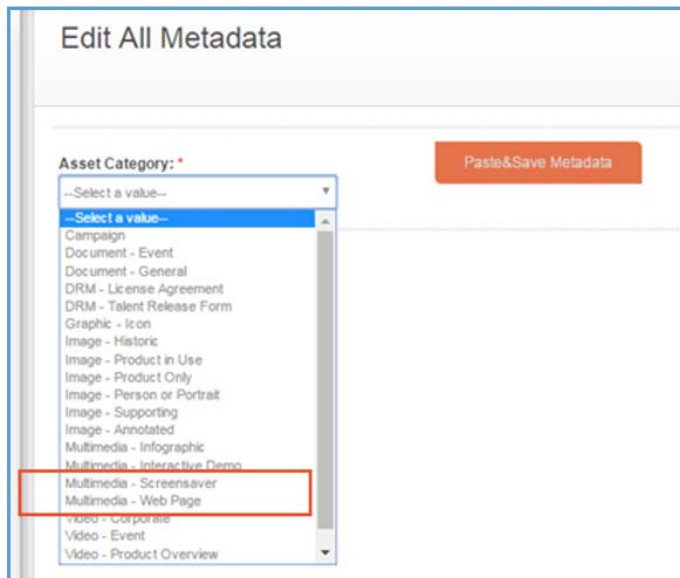 Edit All Metadata
Asset Category: *
Paste&Save Metadata
--Select a value--
--Select a value--
Campaign
Document - Event
Document - General
DRM - License Agreement
DRM - Talent Release Form
Graphic - Icon
Image - Historic
Image - Product in Use
Image - Product Only
Image - Person or Portrait
Image - Supporting
Image - Annotated
Multimedia - Infographic
Multimedia - Interactive Demo
Multimedia - Screensaver
Multimedia - Web Page
Video - Corporate
Video - Event
Video - Product Overview